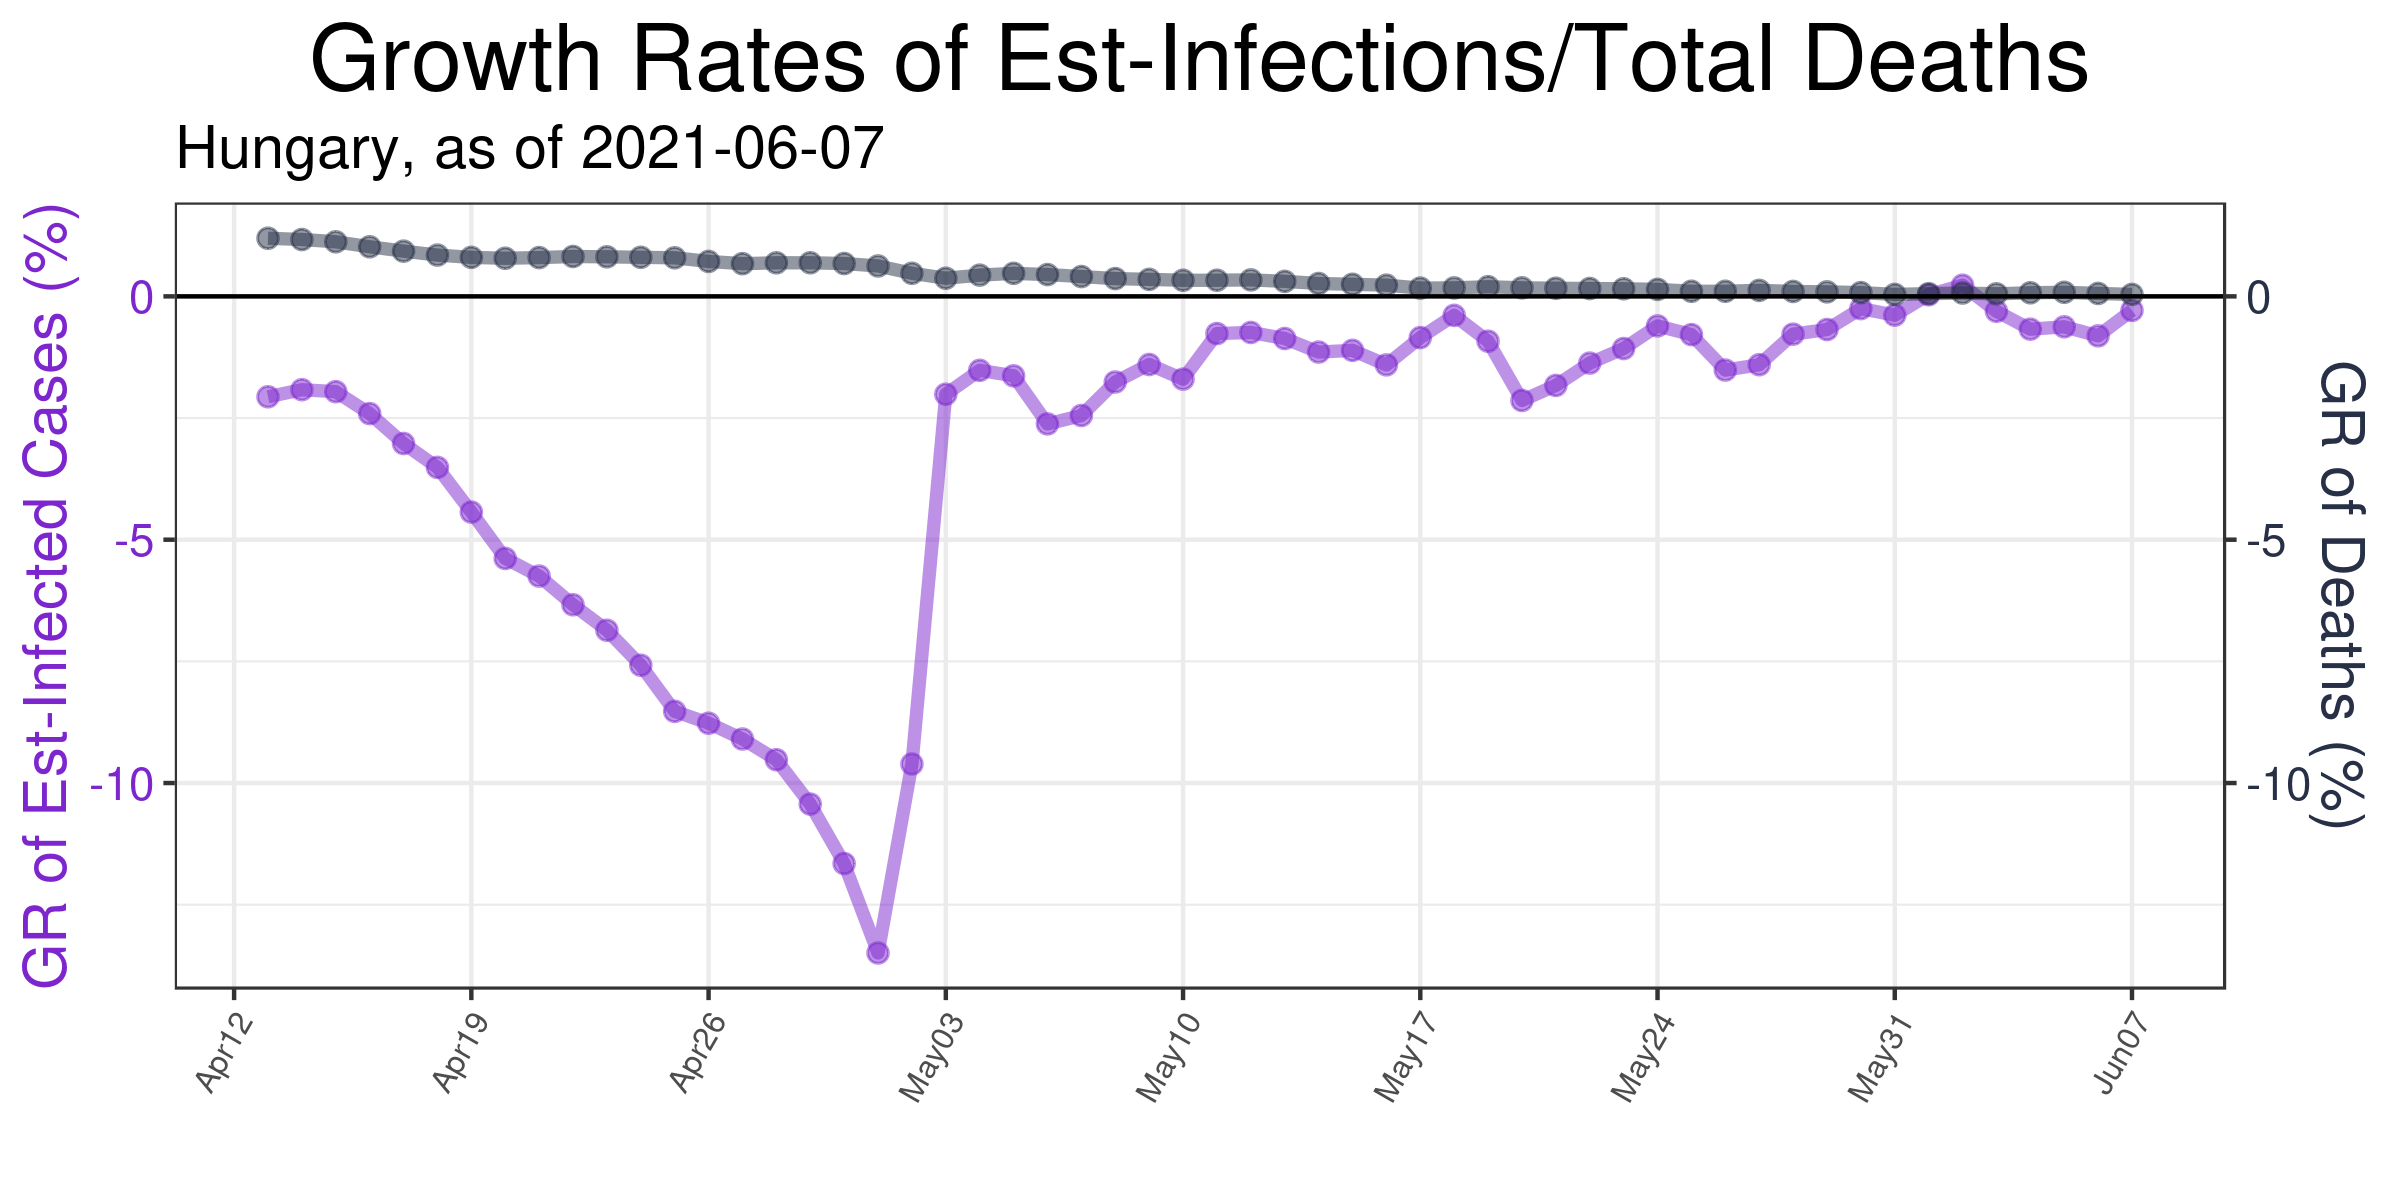 Growth Rates of Est-Infections/Total Deaths
Hungary, as of 2021-06-07
GR of Est-Infected Cases (%)
0
-5
-10
0
-5
-10
GR of Deaths (%)
Apr12
Apr19
Apr26
May03
May10
May17
May24
May31
Jun07